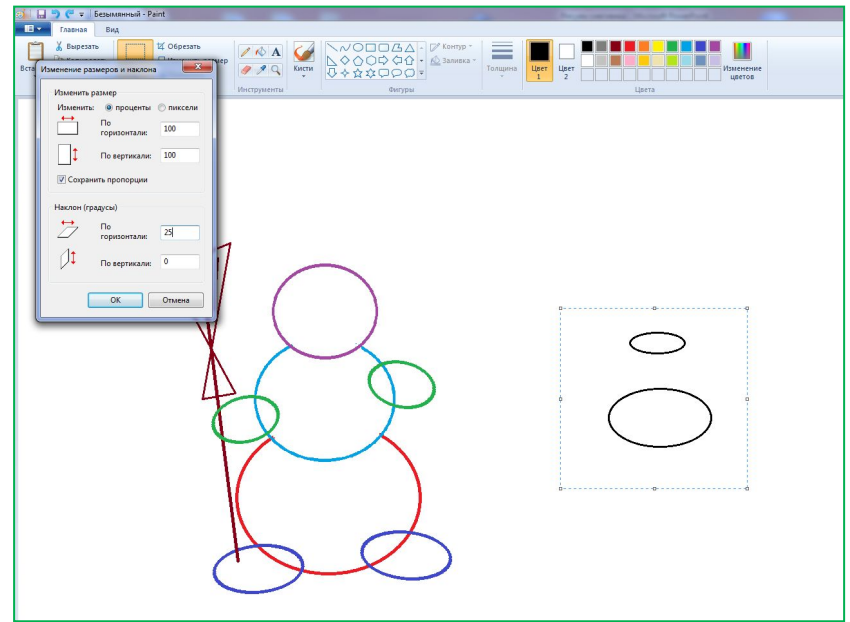 Безымянный - Paint
Главная Вид
Вырезать
Обрезать
Кисти
Контур
Заливка
Толщина
Цвет 1
Цвет 2
Изменение цветов
Инструменты
Фигуры
Цвета
Изменение размеров и наклона
Изменить размер
Изменить: проценты пиксели
По горизонтали: 100
По вертикали: 100
Сохранить пропорции
Наклон (градусы)
По горизонтали: 25
По вертикали: 0
OK Отмена